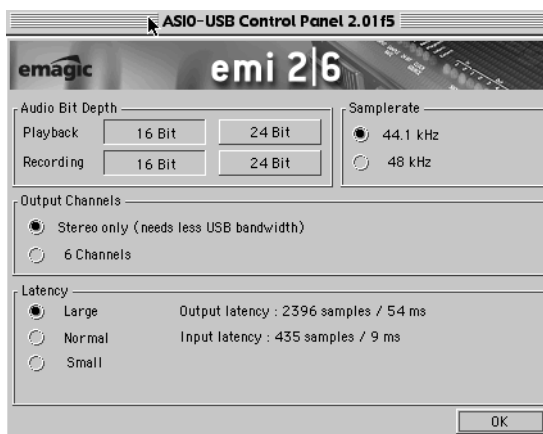 ASIO-USB Control Panel 2.01f5
emagic emi 2|6
Audio Bit Depth
Playback 16 Bit 24 Bit
Recording 16 Bit 24 Bit
Samplerate
44.1 kHz
48 kHz
Output Channels
Stereo only (needs less USB bandwidth)
6 Channels
Latency
Large Output latency : 2396 samples / 54 ms
Normal Input latency : 435 samples / 9 ms
Small
OK